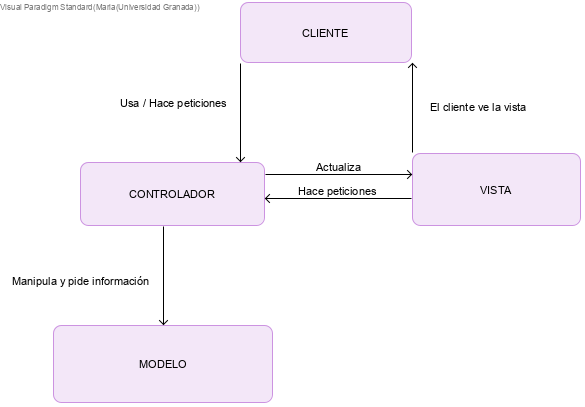 Visual Paradigm Standard(Maria(Universidad Granada))
CLIENTE
Usa / Hace peticiones
El cliente ve la vista
Actualiza
Hace peticiones
CONTROLADOR
VISTA
Manipula y pide información
MODELO